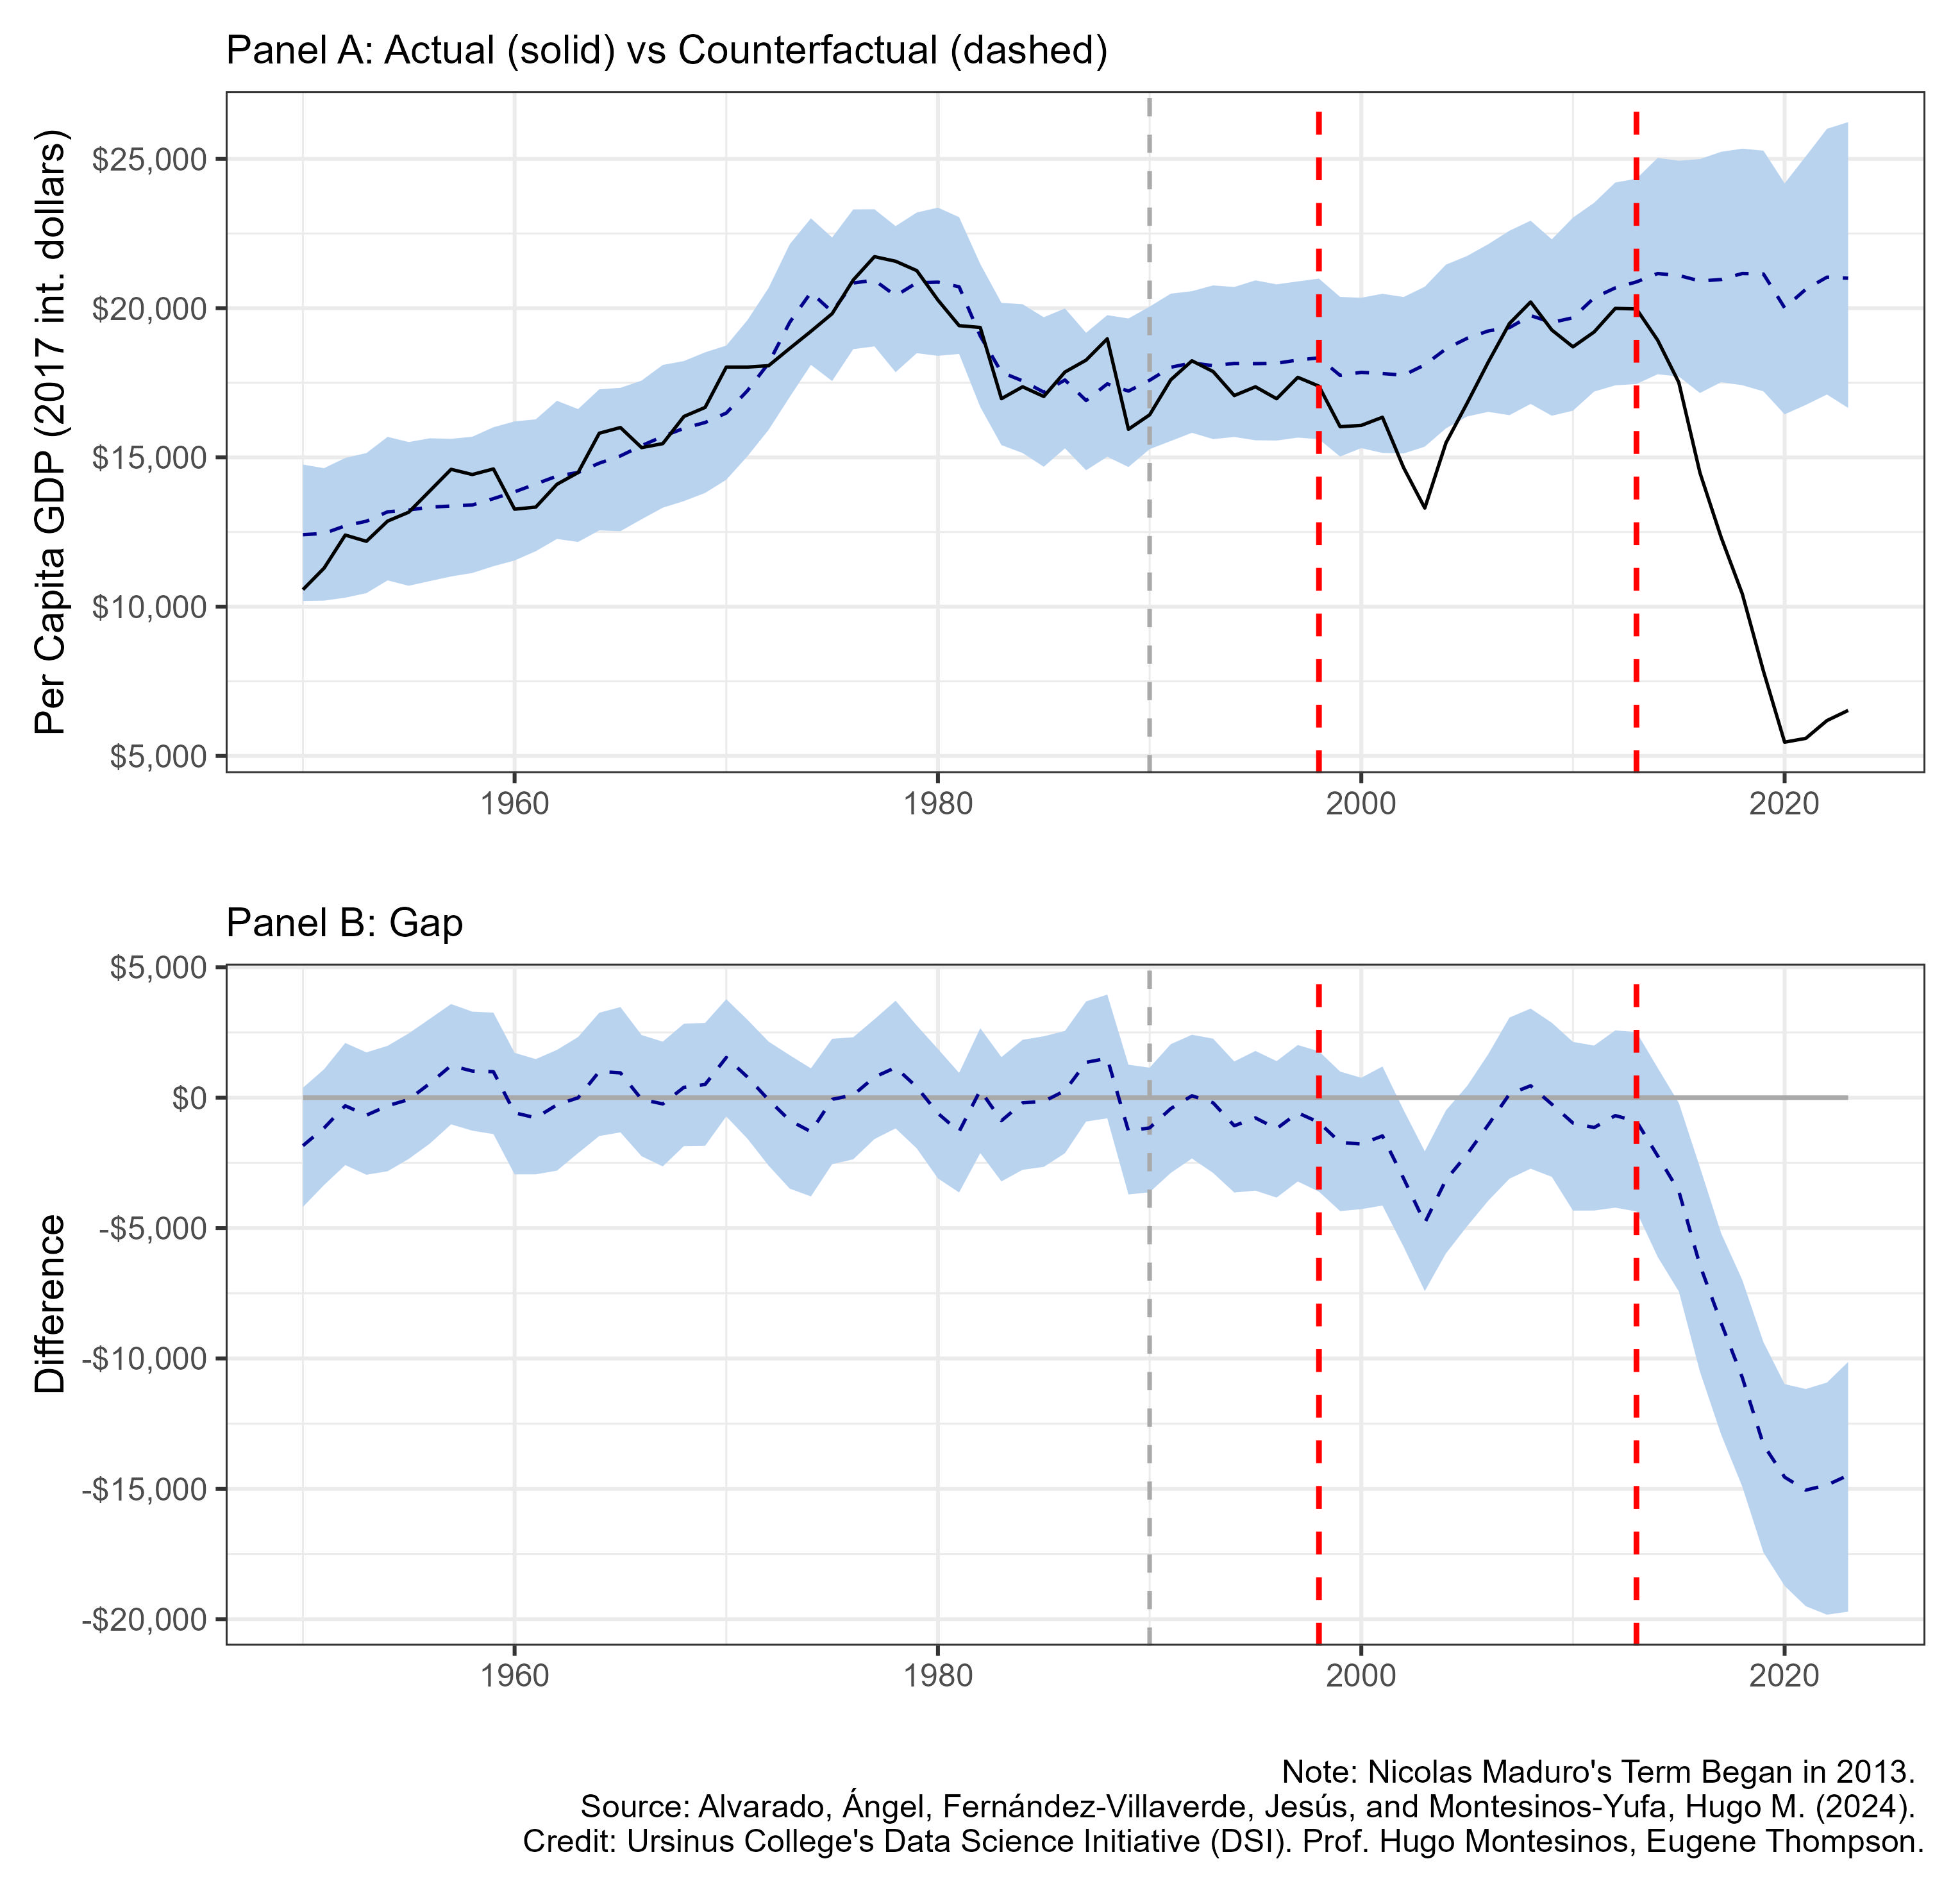 Panel A: Actual (solid) vs Counterfactual (dashed)
Per Capita GDP (2017 int. dollars)
$25,000
$20,000
$15,000
$10,000
$5,000
1960 1980 2000 2020
Panel B: Gap
Difference
$5,000
$0
-$5,000
-$10,000
-$15,000
-$20,000
1960 1980 2000 2020
Note: Nicolas Maduro's Term Began in 2013.
Source: Alvarado, Ángel, Fernández-Villaverde, Jesús, and Montesinos-Yufa, Hugo M. (2024).
Credit: Ursinus College's Data Science Initiative (DSI). Prof. Hugo Montesinos, Eugene Thompson.